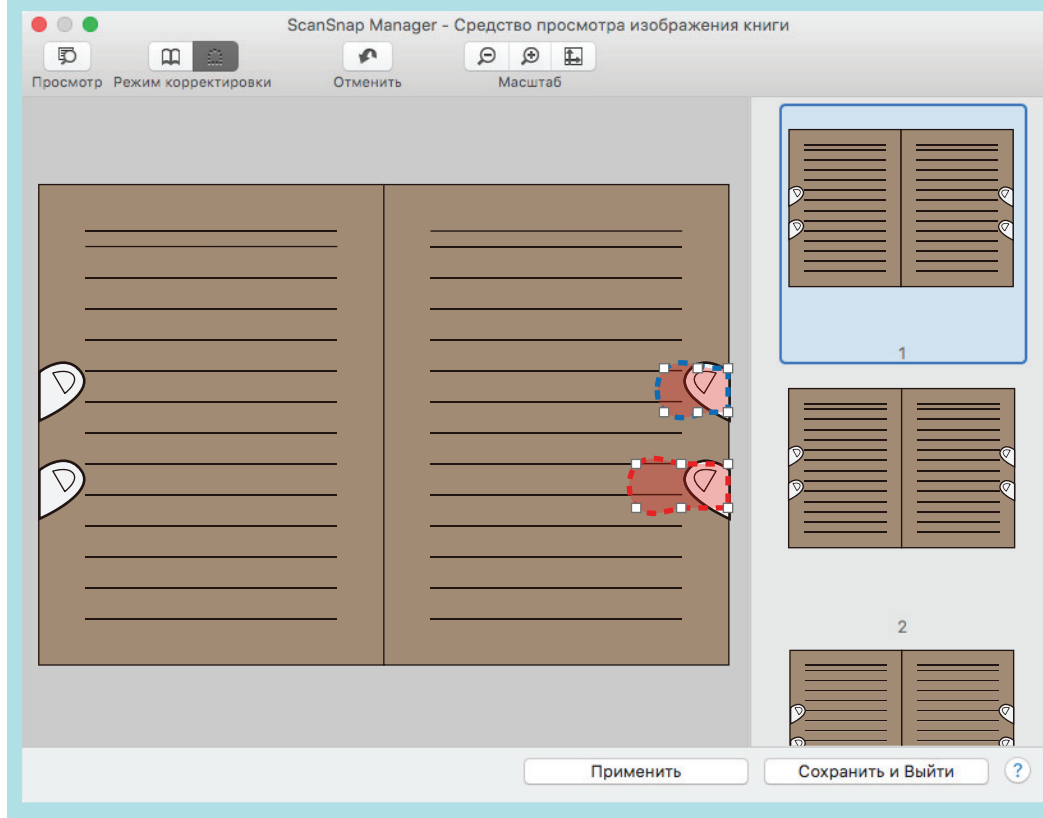 ScanSnap Manager - Средство просмотра изображения книги
Просмотр Режим корректировки Отменить Масштаб
1
2
Применить Сохранить и Выйти ?